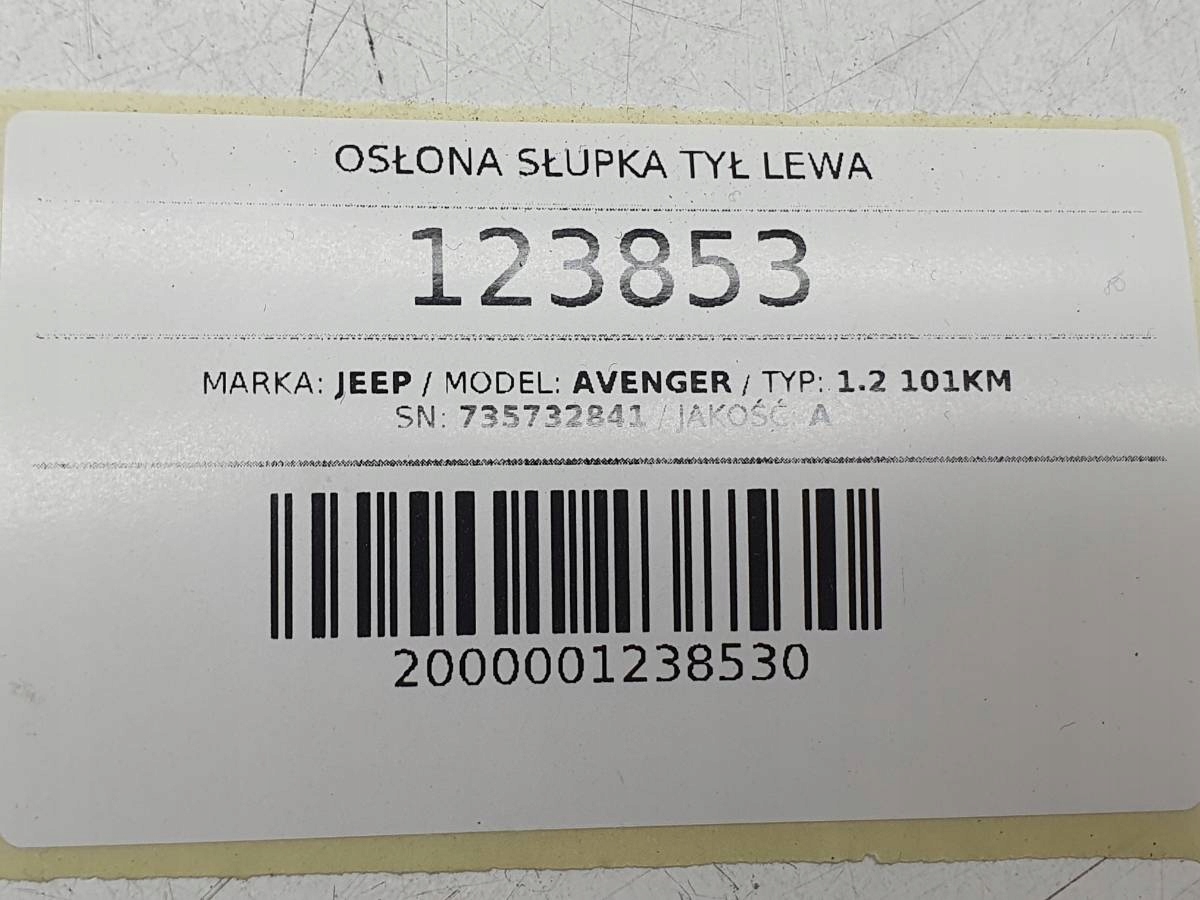 OSŁONA SŁUPKA TYŁ LEWA
123853
MARKA: JEEP / MODEL: AVENGER / TYP: 1.2 101KM
SN: 735732841 / JAKOŚĆ: A
2000001238530